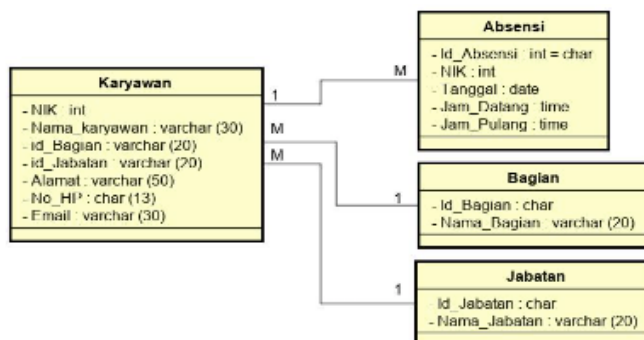 Karyawan
- NIK : int
- Nama_karyawan : varchar (30)
- id_Bagian : varchar (20)
- id_Jabatan : varchar (20)
- Alamat : varchar (50)
- No_HP : char (13)
- Email : varchar (30)
1
M
M
Absensi
- Id_Absensi : int = char
- NIK : int
- Tanggal : date
- Jam_Datang : time
- Jam_Pulang : time
M
Bagian
- Id_Bagian : char
- Nama_Bagian : varchar (20)
1
Jabatan
- Id_Jabatan : char
- Nama_Jabatan : varchar (20)
1